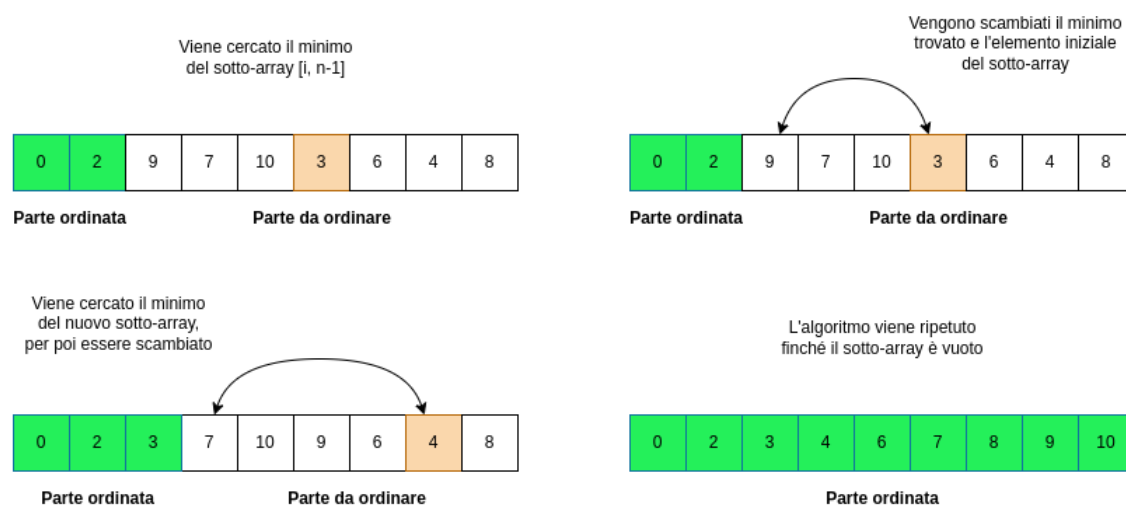 Viene cercato il minimo
del sotto-array [i, n-1]
0 2 9 7 10 3 6 4 8
Parte ordinata Parte da ordinare
Vengono scambiati il minimo
trovato e l'elemento iniziale
del sotto-array
0 2 9 7 10 3 6 4 8
Parte ordinata Parte da ordinare
Viene cercato il minimo
del nuovo sotto-array,
per poi essere scambiato
0 2 3 7 10 9 6 4 8
Parte ordinata Parte da ordinare
L'algoritmo viene ripetuto
finché il sotto-array è vuoto
0 2 3 4 6 7 8 9 10
Parte ordinata